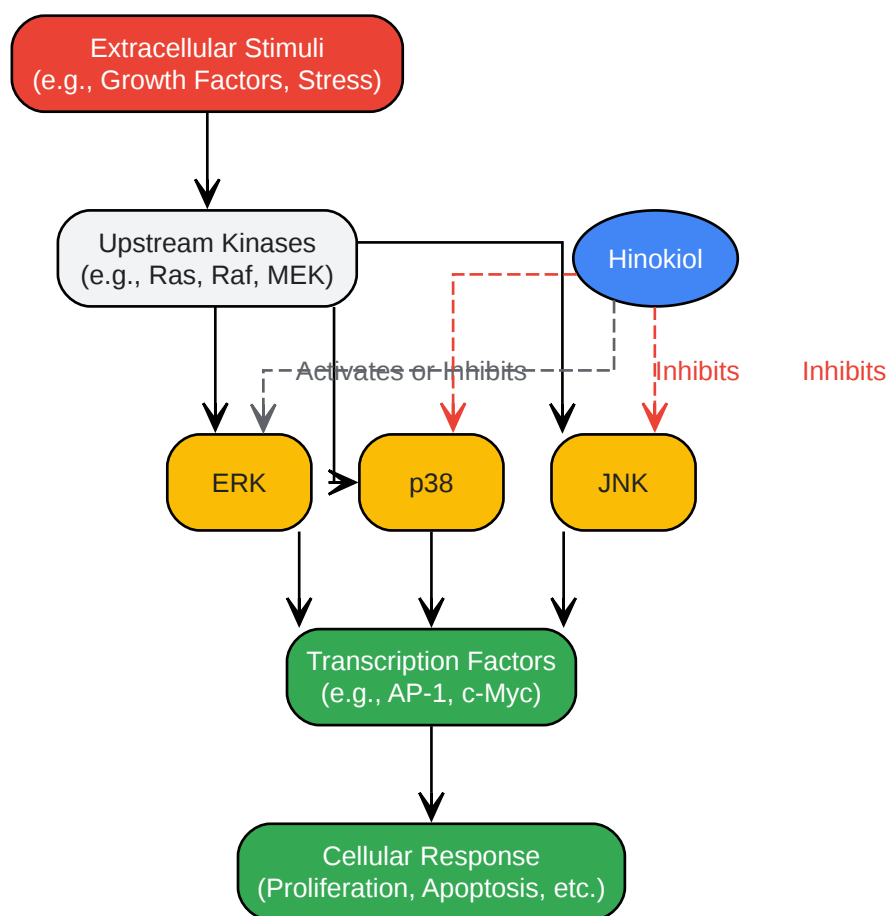 Extracellular Stimuli
(e.g., Growth Factors, Stress)
Upstream Kinases
(e.g., Ras, Raf, MEK)
Hinokiol
Activates or Inhibits
Inhibits
Inhibits
ERK
p38
JNK
Transcription Factors
(e.g., AP-1, c-Myc)
Cellular Response
(Proliferation, Apoptosis, etc.)